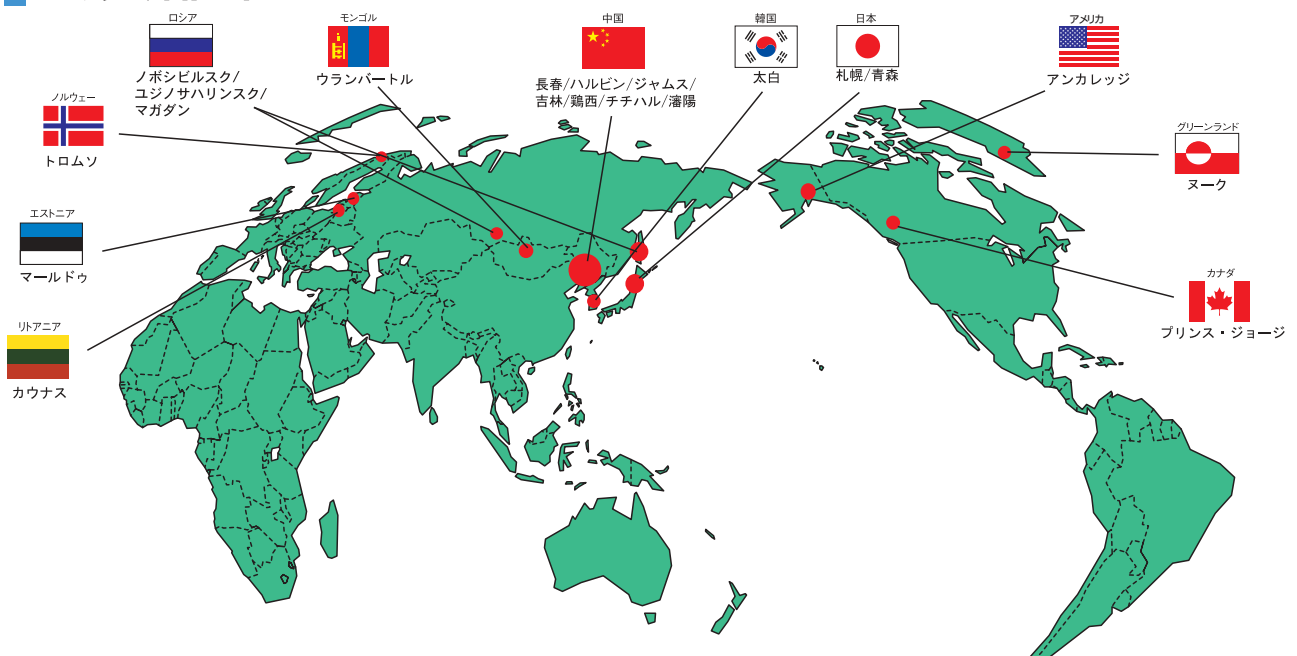 ロシア
ノボシビルスク/
ユジノサハリンスク/
マガダン
モンゴル
ウランバートル
中国
長春/ハルビン/ジャムス/
吉林/鶏西/チチハル/瀋陽
韓国
太白
日本
札幌/青森
アメリカ
アンカレッジ
ノルウェー
トロムソ
グリーンランド
ヌーク
エストニア
マールドゥ
カナダ
プリンス・ジョージ
リトアニア
カウナス